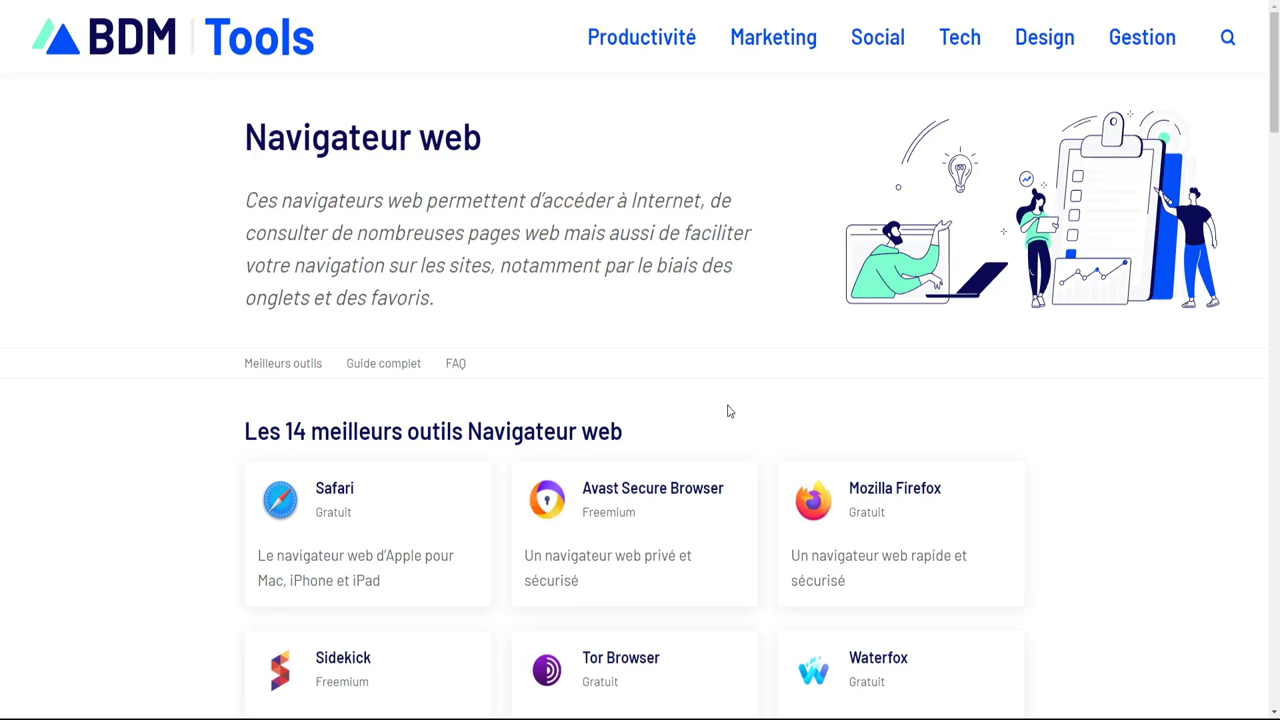 BDM Tools
Productivité Marketing Social Tech Design Gestion
Navigateur web
Ces navigateurs web permettent d’accéder à Internet, de
consulter de nombreuses pages web mais aussi de faciliter
votre navigation sur les sites, notamment par le biais des
onglets et des favoris.
Meilleurs outils Guide complet FAQ
Les 14 meilleurs outils Navigateur web
Safari
Gratuit
Le navigateur web d’Apple pour
Mac, iPhone et iPad
Avast Secure Browser
Freemium
Un navigateur web privé et
sécurisé
Mozilla Firefox
Gratuit
Un navigateur web rapide et
sécurisé
Sidekick
Freemium
Tor Browser
Gratuit
Waterfox
Gratuit